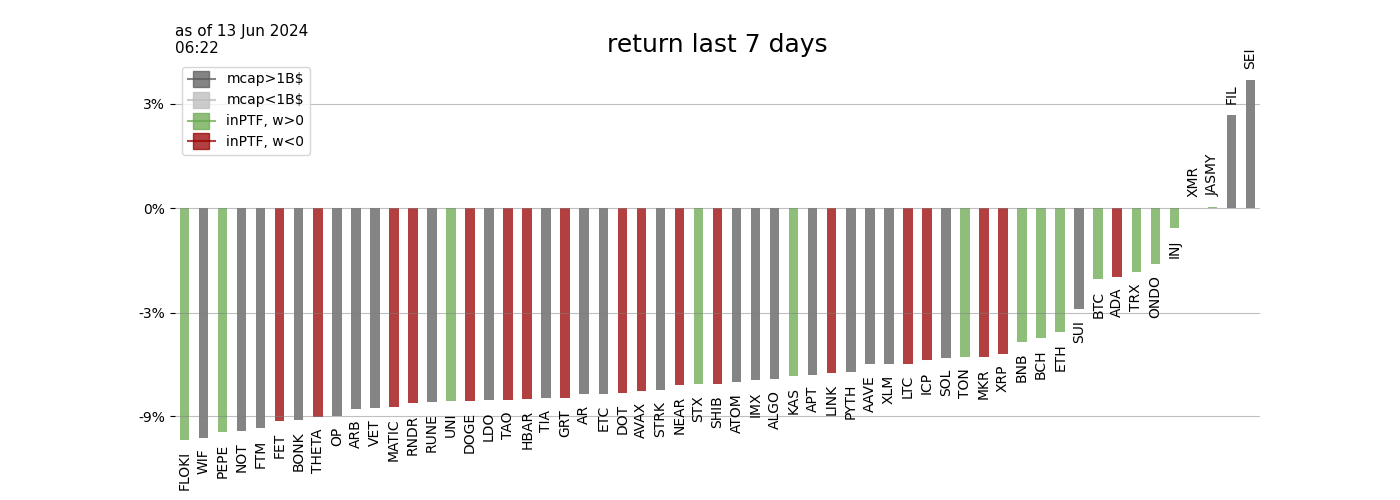 as of 13 Jun 2024
06:22
return last 7 days
mcap>1B$
mcap<1B$
inPTF, w>0
inPTF, w<0
3%
0%
-3%
-9%
FLOKI
WIF
PEPE
NOT
FTM
FET
BONK
THETA
OP
ARB
VET
MATIC
RNDR
RUNE
UNI
DOGE
LDO
TAO
HBAR
TIA
GRT
AR
ETC
DOT
AVAX
STRK
NEAR
STX
SHIB
ATOM
IMX
ALGO
KAS
APT
LINK
PYTH
AAVE
XLM
LTC
ICP
SOL
TON
MKR
XRP
BNB
BCH
ETH
SUI
BTC
ADA
TRX
ONDO
INJ
XMR
JASMY
FIL
SEI